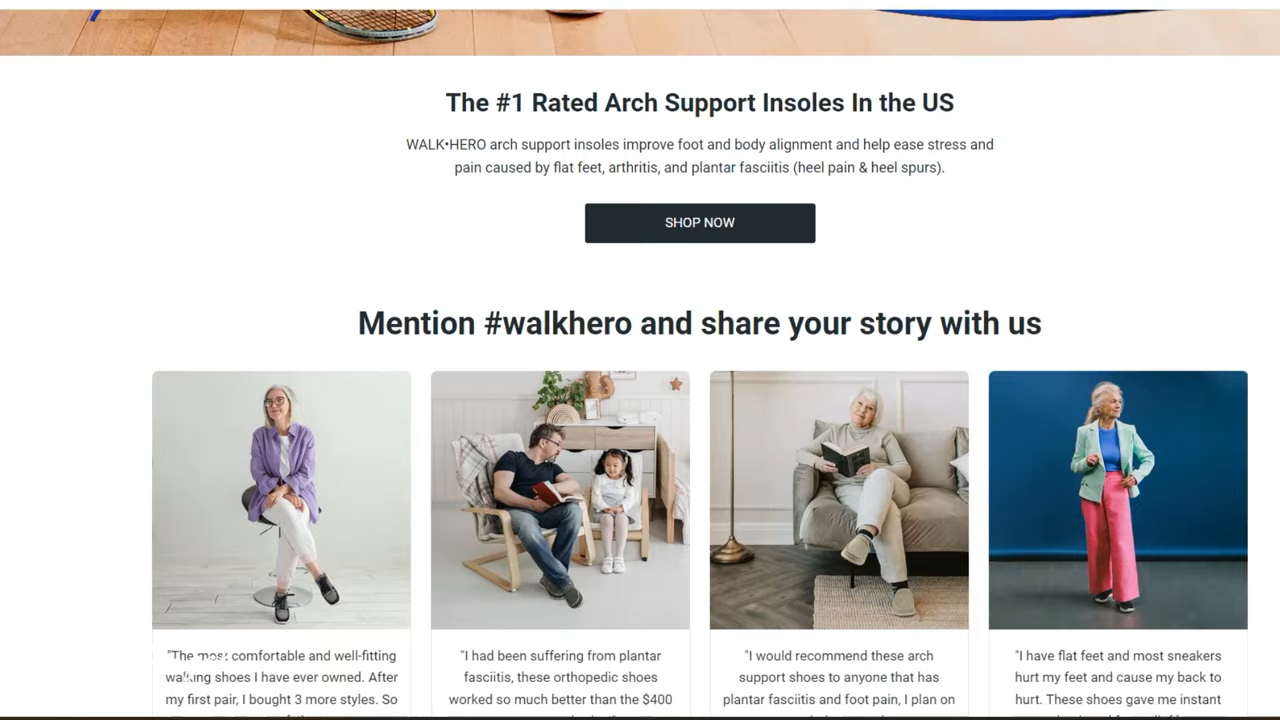 The #1 Rated Arch Support Insoles In the US
WALK•HERO arch support insoles improve foot and body alignment and help ease stress and
pain caused by flat feet, arthritis, and plantar fasciitis (heel pain & heel spurs).
SHOP NOW
Mention #walkhero and share your story with us
"The most comfortable and well-fitting
walking shoes I have ever owned. After
my first pair, I bought 3 more styles. So
"I had been suffering from plantar
fasciitis, these orthopedic shoes
worked so much better than the $400
"I would recommend these arch
support shoes to anyone that has
plantar fasciitis and foot pain, I plan on
"I have flat feet and most sneakers
hurt my feet and cause my back to
hurt. These shoes gave me instant